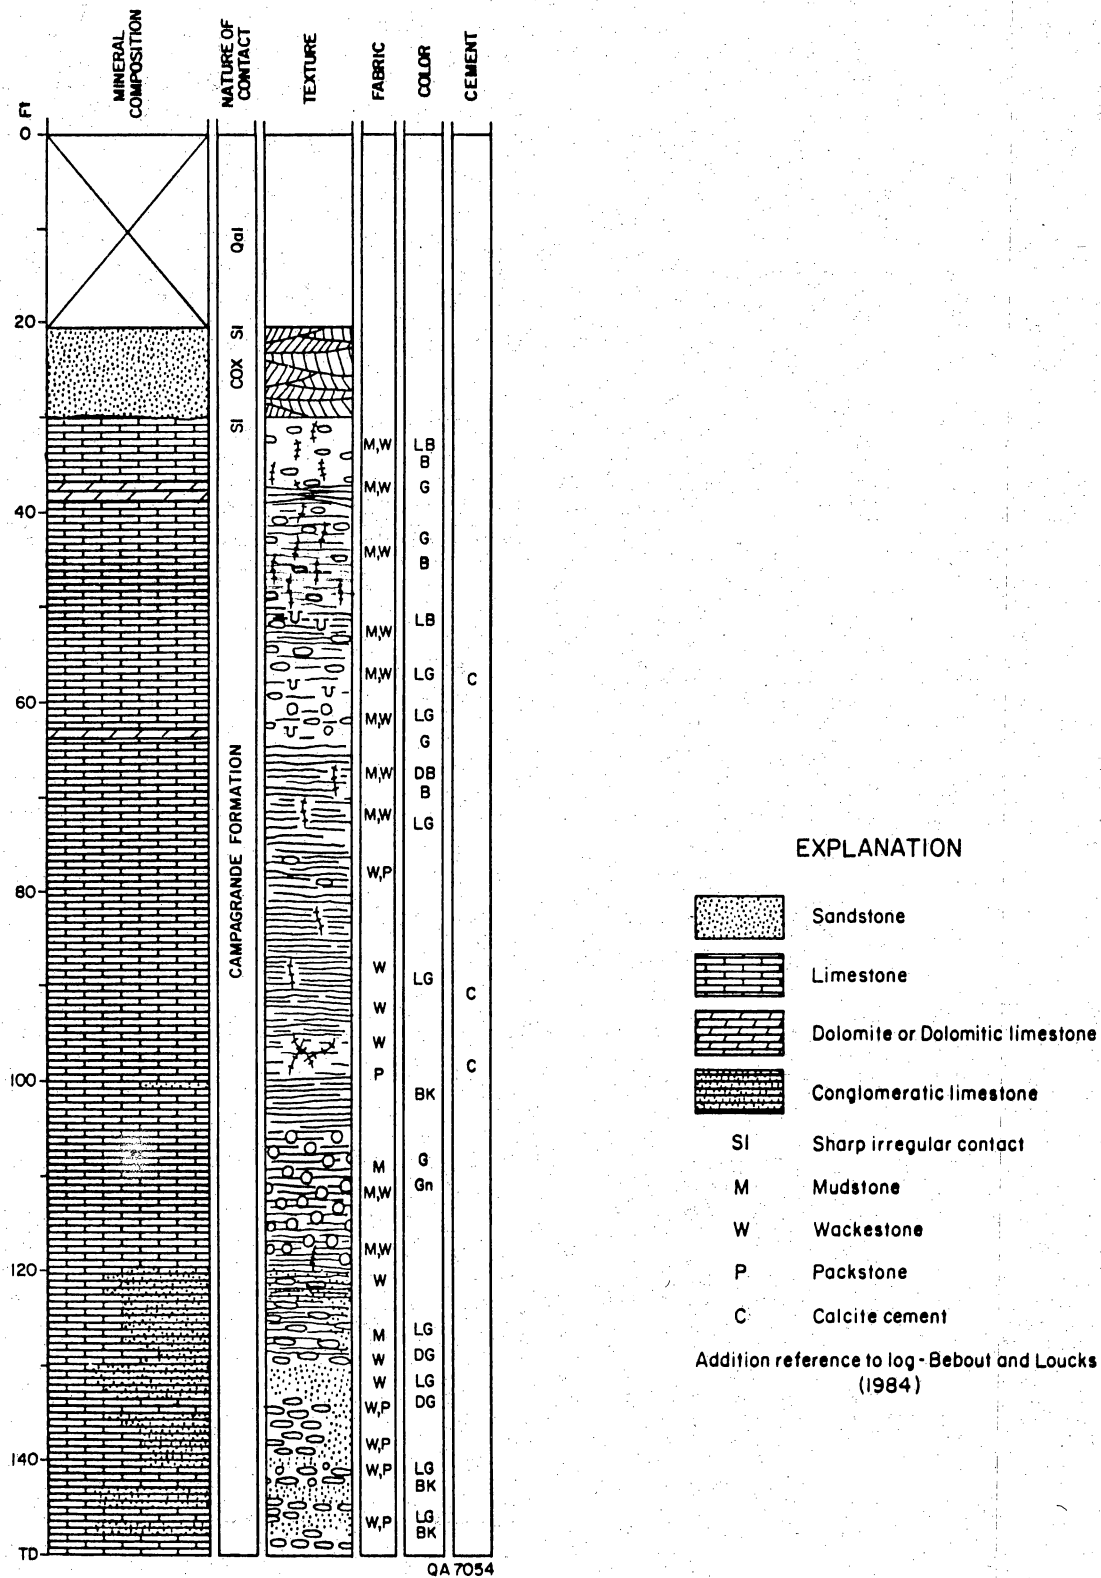 Ft
MINERAL
COMPOSITION
NATURE OF
CONTACT
TEXTURE
FABRIC
COLOR
CEMENT
0
20
40
60
80
100
120
140
TD
Qal
SI
COX
SI
CAMPAGRANDE FORMATION
M,W
M,W
M,W
M,W
M,W
M,W
M,W
M,W
W,P
W
W
W
P
M
M,W
M,W
W
M
W
W
W,P
W,P
W,P
W,P
LB
B
G
G
B
LB
LG
LG
G
DB
B
LG
LG
BK
G
Gn
LG
DG
LG
DG
LG
BK
LG
BK
C
C
C
QA 7054
EXPLANATION
Sandstone
Limestone
Dolomite or Dolomitic limestone
Conglomeratic limestone
SI Sharp irregular contact
M Mudstone
W Wackestone
P Packstone
C Calcite cement
Addition reference to log - Bebout and Loucks
(1984)